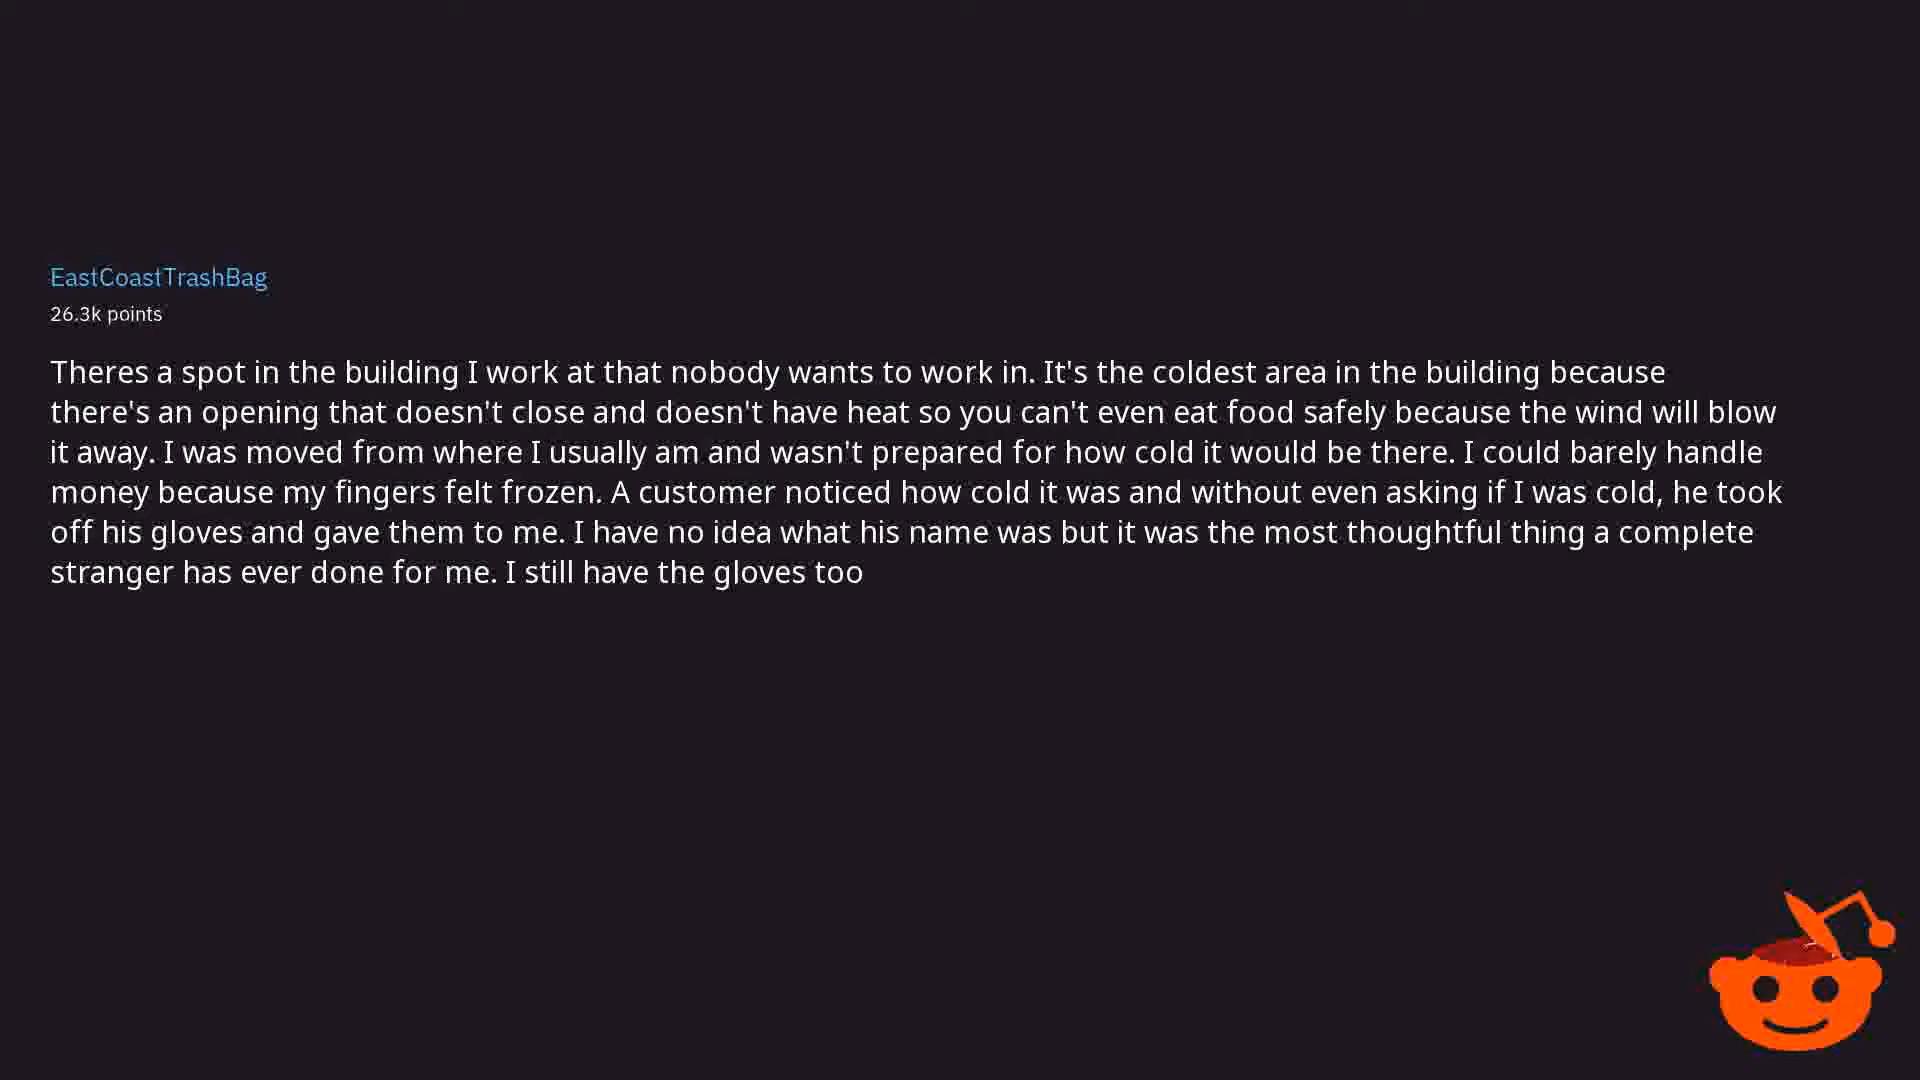 EastCoastTrashBag
26.3k points
Theres a spot in the building I work at that nobody wants to work in. It's the coldest area in the building because
there's an opening that doesn't close and doesn't have heat so you can't even eat food safely because the wind will blow
it away. I was moved from where I usually am and wasn't prepared for how cold it would be there. I could barely handle
money because my fingers felt frozen. A customer noticed how cold it was and without even asking if I was cold, he took
off his gloves and gave them to me. I have no idea what his name was but it was the most thoughtful thing a complete
stranger has ever done for me. I still have the gloves too